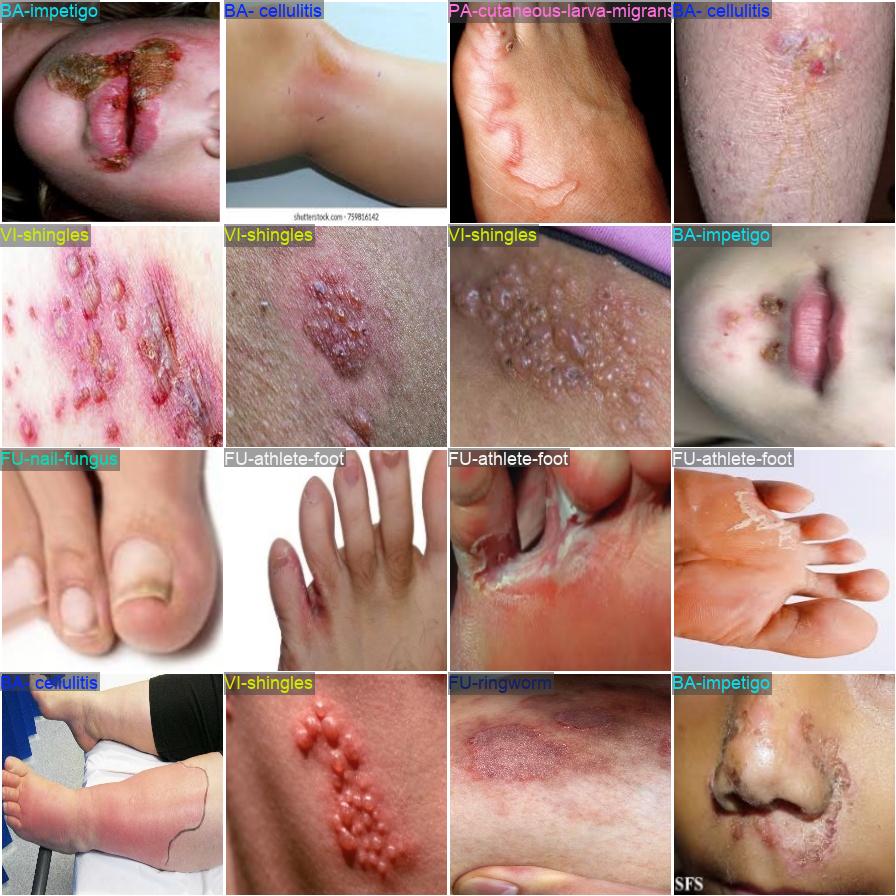 BA-impetigo
BA- cellulitis
PA-cutaneous-larva-migrans
BA- cellulitis
shutterstock.com · 759816142
VI-shingles
VI-shingles
VI-shingles
BA-impetigo
FU-nail-fungus
FU-athlete-foot
FU-athlete-foot
FU-athlete-foot
BA- cellulitis
VI-shingles
FU-ringworm
BA-impetigo
SFS